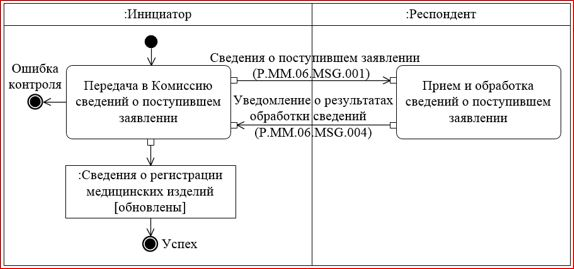 :Инициатор
:Респондент
Сведения о поступившем заявлении
(P.MM.06.MSG.001)
Ошибка
контроля
Передача в Комиссию
сведений о поступившем
заявлении
Прием и обработка
сведений о поступившем
заявлении
Уведомление о результатах
обработки сведений
(P.MM.06.MSG.004)
:Сведения о регистрации
медицинских изделий
[обновлены]
Успех